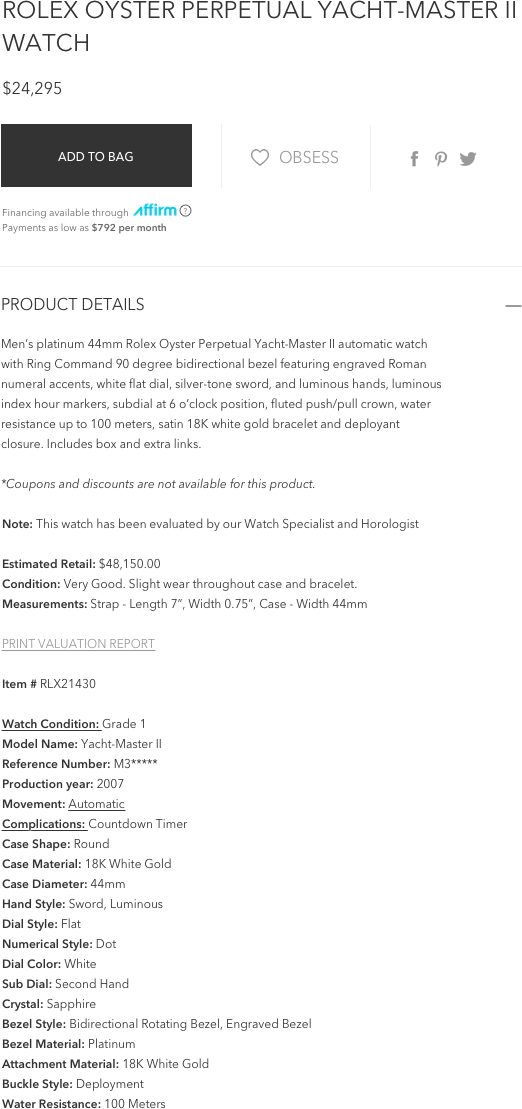 ROLEX OYSTER PERPETUAL YACHT-MASTER II
WATCH
$24,295
ADD TO BAG
OBSESS
Financing available through affirm ?
Payments as low as $792 per month
PRODUCT DETAILS
Men’s platinum 44mm Rolex Oyster Perpetual Yacht-Master II automatic watch
with Ring Command 90 degree bidirectional bezel featuring engraved Roman
numeral accents, white flat dial, silver-tone sword, and luminous hands, luminous
index hour markers, subdial at 6 o’clock position, fluted push/pull crown, water
resistance up to 100 meters, satin 18K white gold bracelet and deployant
closure. Includes box and extra links.
*Coupons and discounts are not available for this product.
Note: This watch has been evaluated by our Watch Specialist and Horologist
Estimated Retail: $48,150.00
Condition: Very Good. Slight wear throughout case and bracelet.
Measurements: Strap - Length 7”, Width 0.75”, Case - Width 44mm
PRINT VALUATION REPORT
Item # RLX21430
Watch Condition: Grade 1
Model Name: Yacht-Master II
Reference Number: M3*****
Production year: 2007
Movement: Automatic
Complications: Countdown Timer
Case Shape: Round
Case Material: 18K White Gold
Case Diameter: 44mm
Hand Style: Sword, Luminous
Dial Style: Flat
Numerical Style: Dot
Dial Color: White
Sub Dial: Second Hand
Crystal: Sapphire
Bezel Style: Bidirectional Rotating Bezel, Engraved Bezel
Bezel Material: Platinum
Attachment Material: 18K White Gold
Buckle Style: Deployment
Water Resistance: 100 Meters